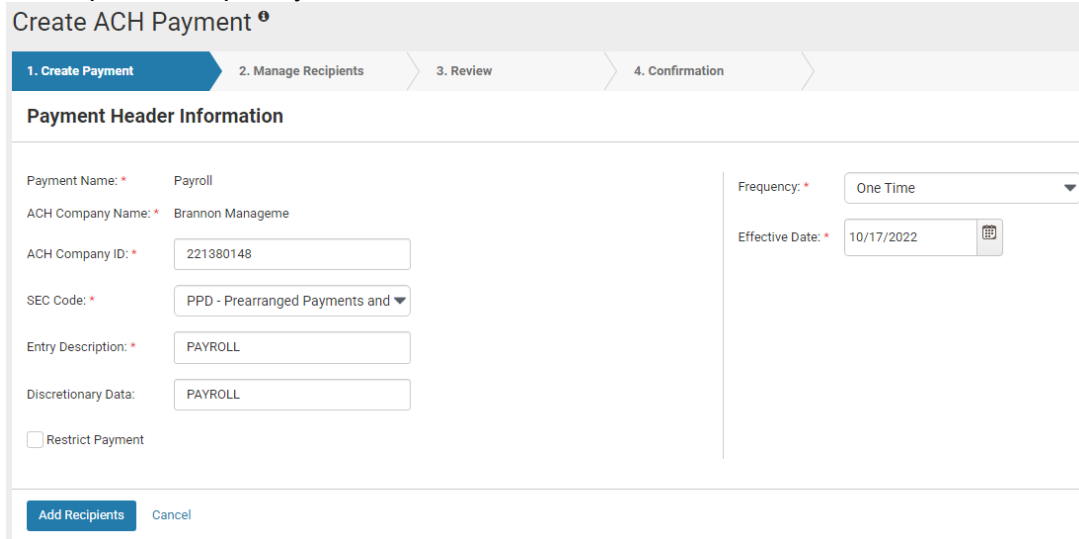 Create ACH Payment
1. Create Payment 2. Manage Recipients 3. Review 4. Confirmation
Payment Header Information
Payment Name: * Payroll
ACH Company Name: * Brannon Manageme
ACH Company ID: * 221380148
SEC Code: * PPD - Prearranged Payments and
Entry Description: * PAYROLL
Discretionary Data: PAYROLL
Restrict Payment
Frequency: * One Time
Effective Date: * 10/17/2022
Add Recipients Cancel